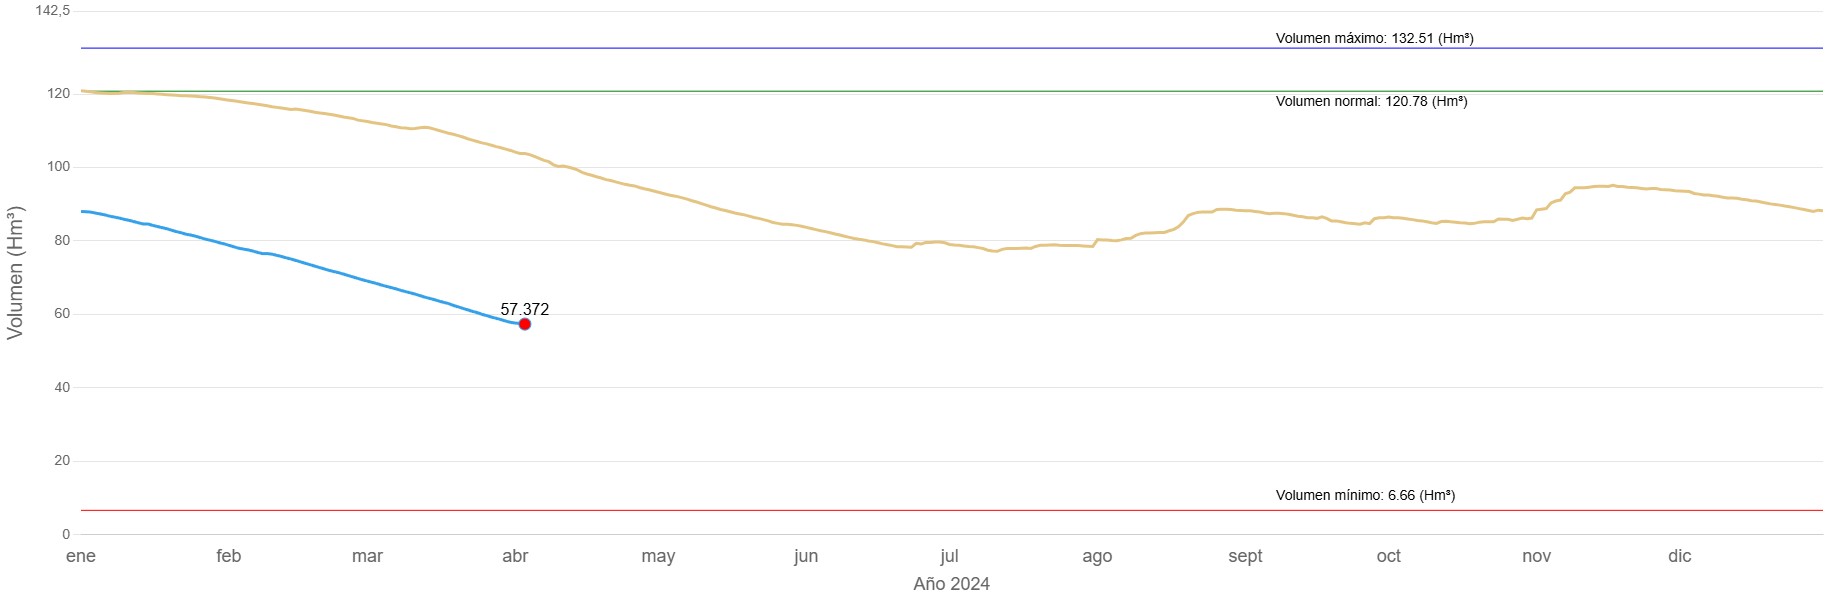 142,5
Volumen máximo: 132.51 (Hm³)
120
Volumen normal: 120.78 (Hm³)
100
80
60
57.372
40
20
Volumen mínimo: 6.66 (Hm³)
0
Volumen (Hm³)
ene feb mar abr may jun jul ago sept oct nov dic
Año 2024